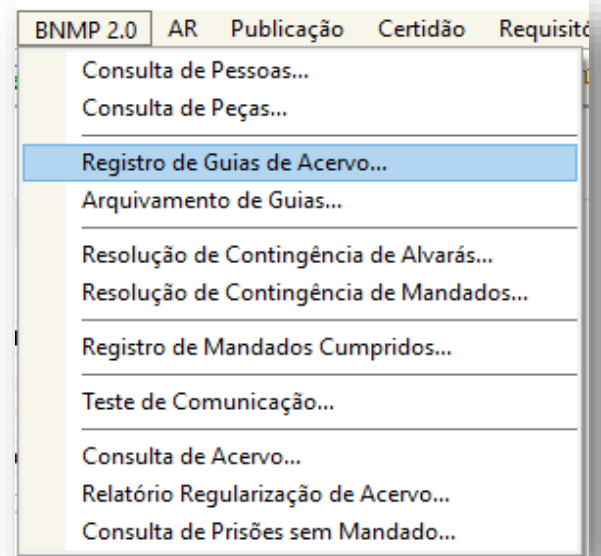 BNMP 2.0 AR Publicação Certidão Requisitó
Consulta de Pessoas...
Consulta de Peças...
Registro de Guias de Acervo...
Arquivamento de Guias...
Resolução de Contingência de Alvarás...
Resolução de Contingência de Mandados...
Registro de Mandados Cumpridos...
Teste de Comunicação...
Consulta de Acervo...
Relatório Regularização de Acervo...
Consulta de Prisões sem Mandado...